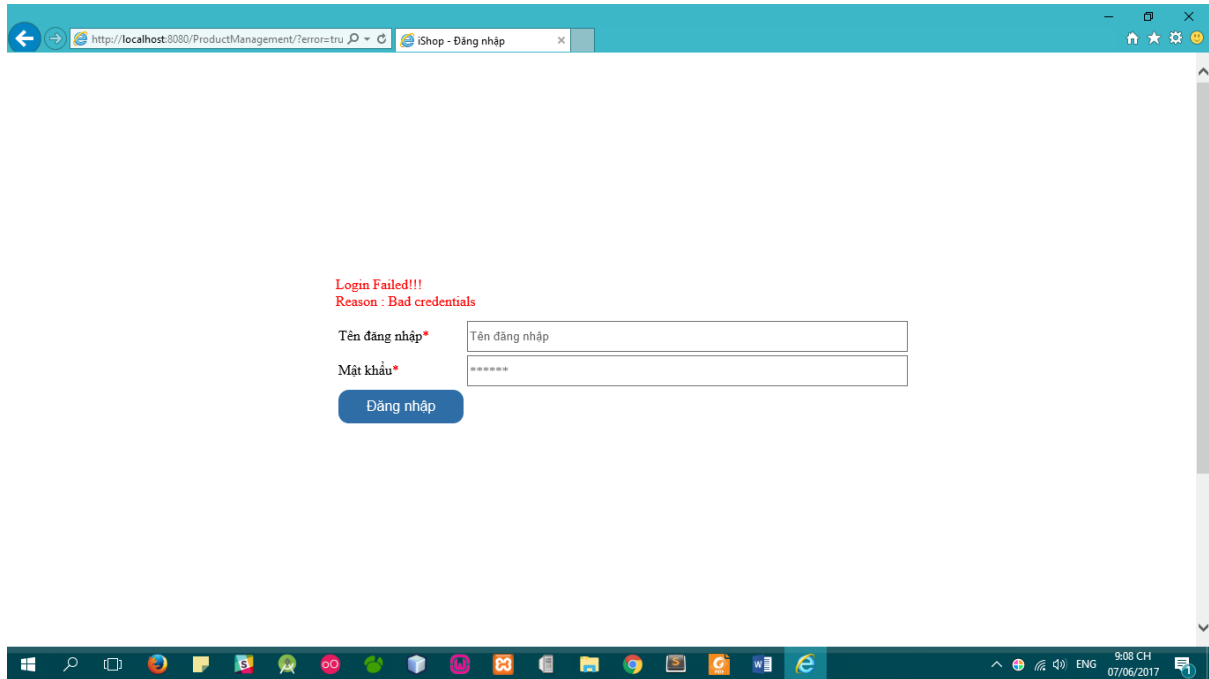 http://localhost:8080/ProductManagement/?error=tru
iShop - Đăng nhập
Login Failed!!!
Reason : Bad credentials
Tên đăng nhập*
Tên đăng nhập
Mật khẩu*
******
Đăng nhập
ENG
9:08 CH
07/06/2017